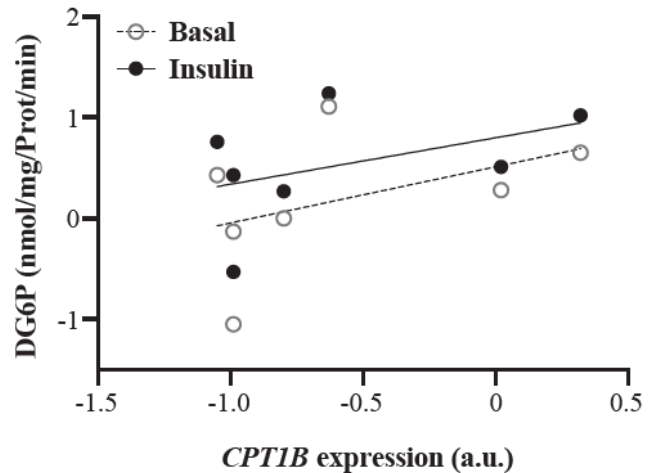 2
1
0
-1
DG6P (nmol/mg/Prot/min)
Basal
Insulin
-1.5
-1.0
-0.5
0
0.5
CPT1B expression (a.u.)